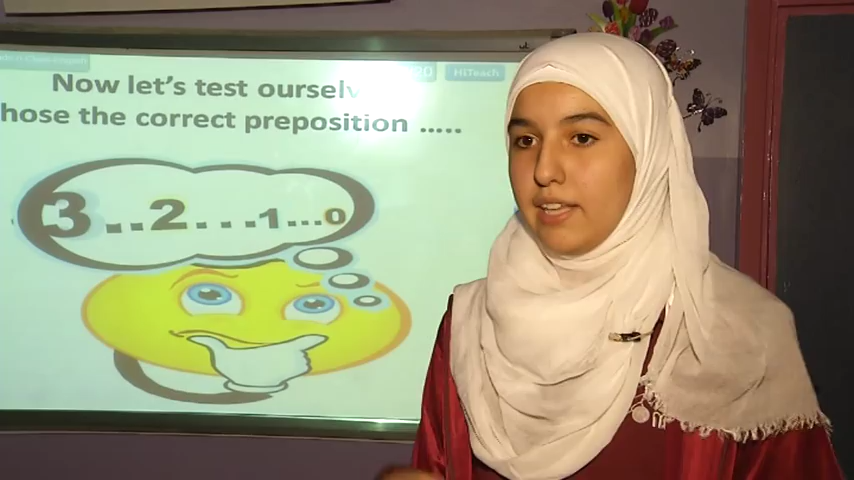 HiTeach
Now let's test ourselv
hose the correct preposition .....
3..2...1...0